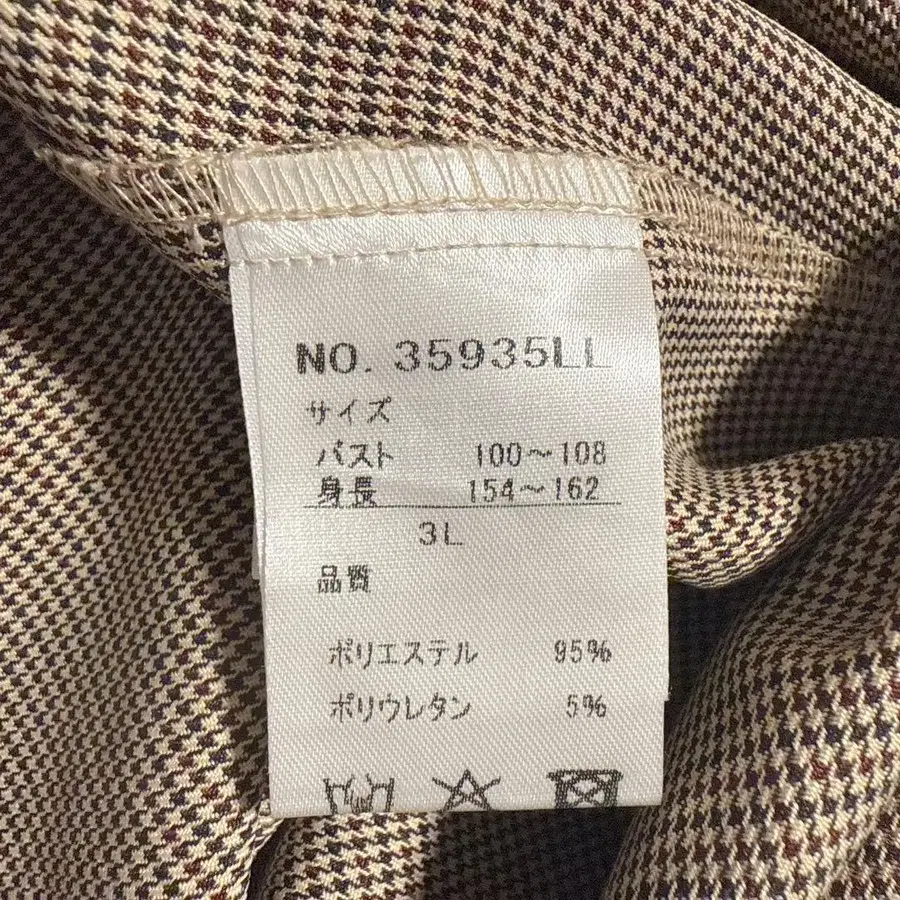 NO. 35935LL
サイズ
バスト 100～108
身長 154～162
3L
品質
ポリエステル 95%
ポリウレタン 5%